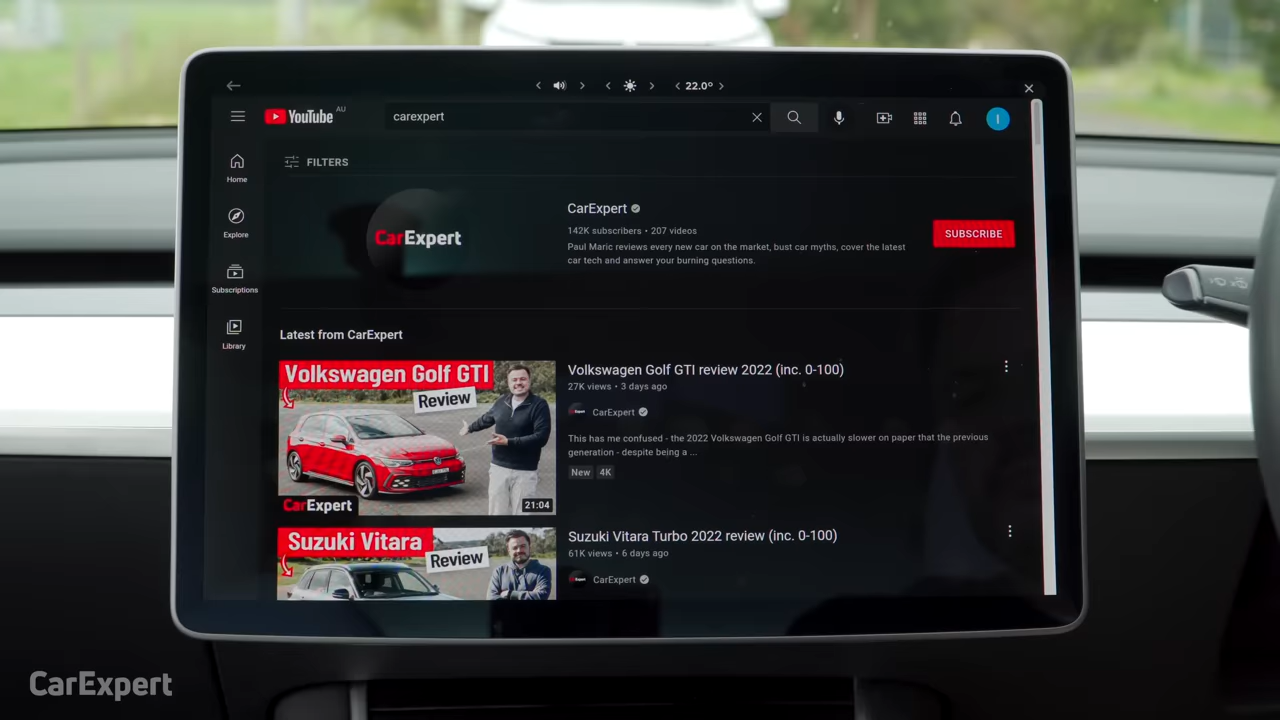 22.0°
YouTube AU
carexpert
FILTERS
Home
Explore
Subscriptions
Library
CarExpert
CarExpert
142K subscribers • 207 videos
Paul Maric reviews every new car on the market, bust car myths, cover the latest
car tech and answer your burning questions.
SUBSCRIBE
I
Latest from CarExpert
Volkswagen Golf GTI
Review
CarExpert
21:04
Volkswagen Golf GTI review 2022 (inc. 0-100)
27K views • 3 days ago
CarExpert
This has me confused - the 2022 Volkswagen Golf GTI is actually slower on paper that the previous
generation - despite being a ...
New 4K
Suzuki Vitara
Review
Suzuki Vitara Turbo 2022 review (inc. 0-100)
61K views • 6 days ago
CarExpert
CarExpert